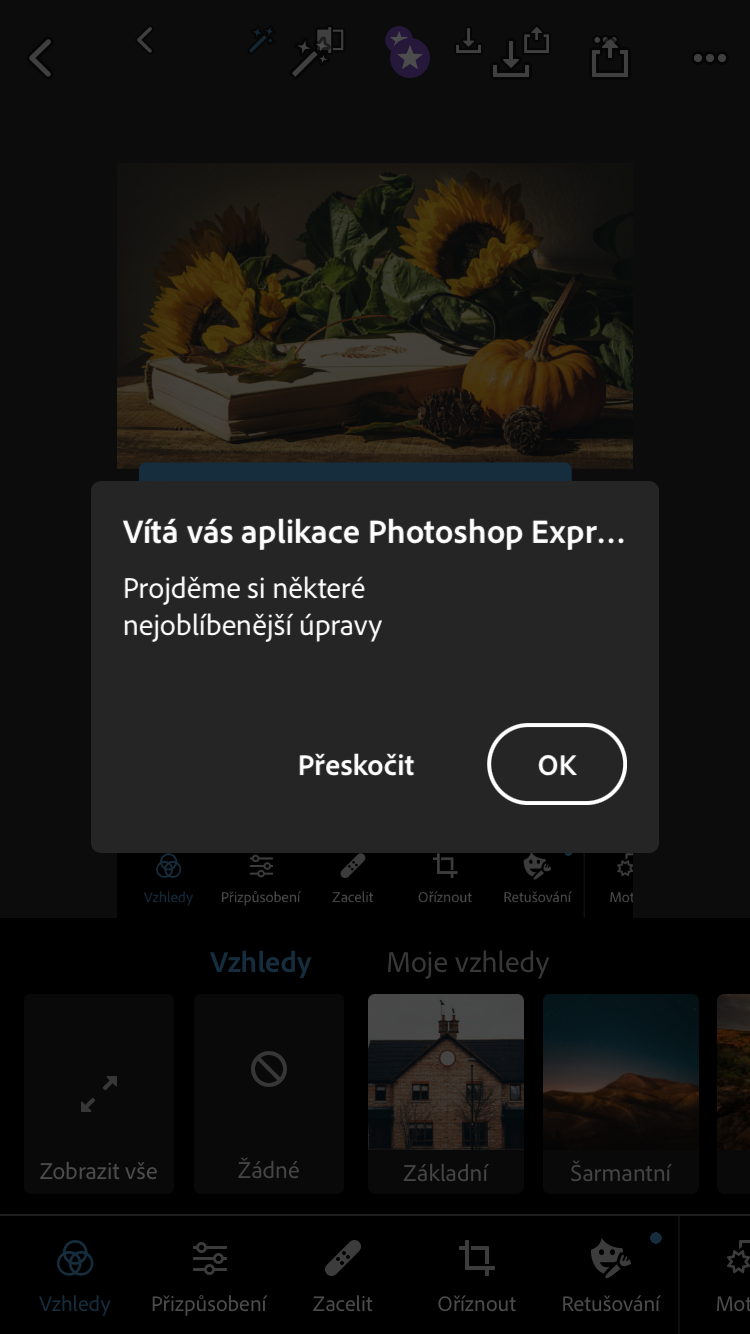 Vítá vás aplikace Photoshop Expr...
Projděme si některé
nejoblíbenější úpravy
Přeskočit
OK
Vzhledy
Přizpůsobení
Zacelit
Oříznout
Retušování
Mot
Vzhledy
Moje vzhledy
Zobrazit vše
Žádné
Základní
Šarmantní
Vzhledy
Přizpůsobení
Zacelit
Oříznout
Retušování
Mot